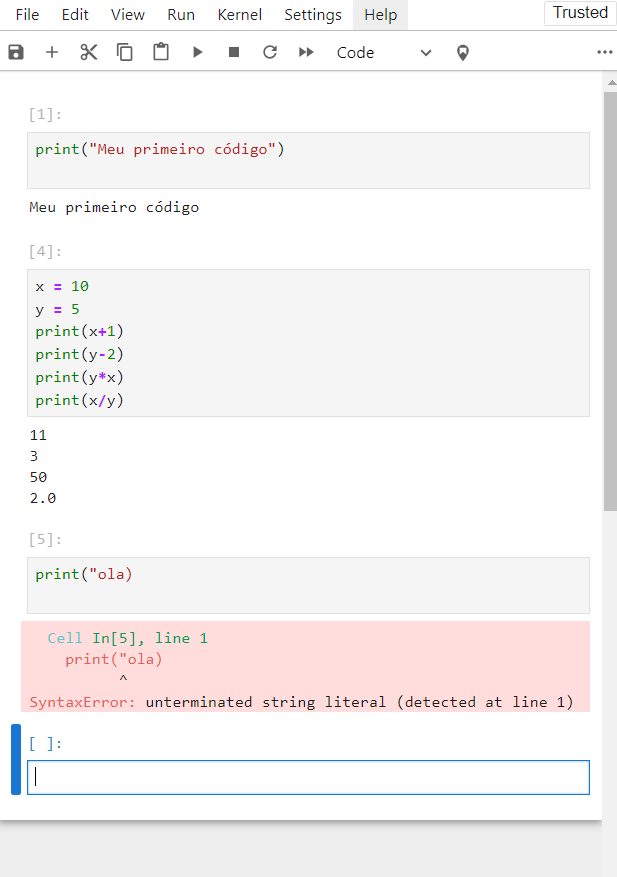 File Edit View Run Kernel Settings Help Trusted
Code
[1]:
print("Meu primeiro código")
Meu primeiro código
[4]:
x = 10
y = 5
print(x+1)
print(y-2)
print(y*x)
print(x/y)
11
3
50
2.0
[5]:
print("ola)
Cell In[5], line 1
print("ola)
^
SyntaxError: unterminated string literal (detected at line 1)
[ ]: